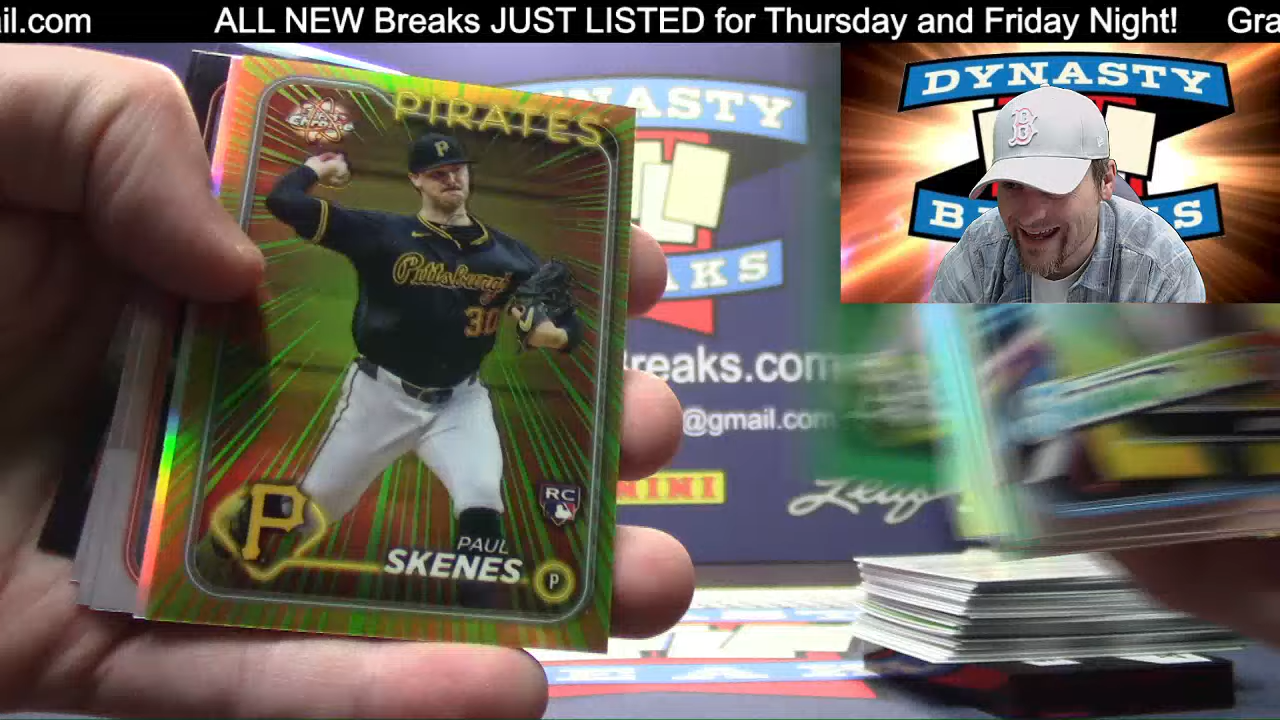 il.com ALL NEW Breaks JUST LISTED for Thursday and Friday Night! Gra
DYNASTY
DYNASTY
PIRATES
P
Pittsburgh
30
AKS
reaks.com
@gmail.com
NINI
Leaf
RC
P
PAUL
SKENES
P
B